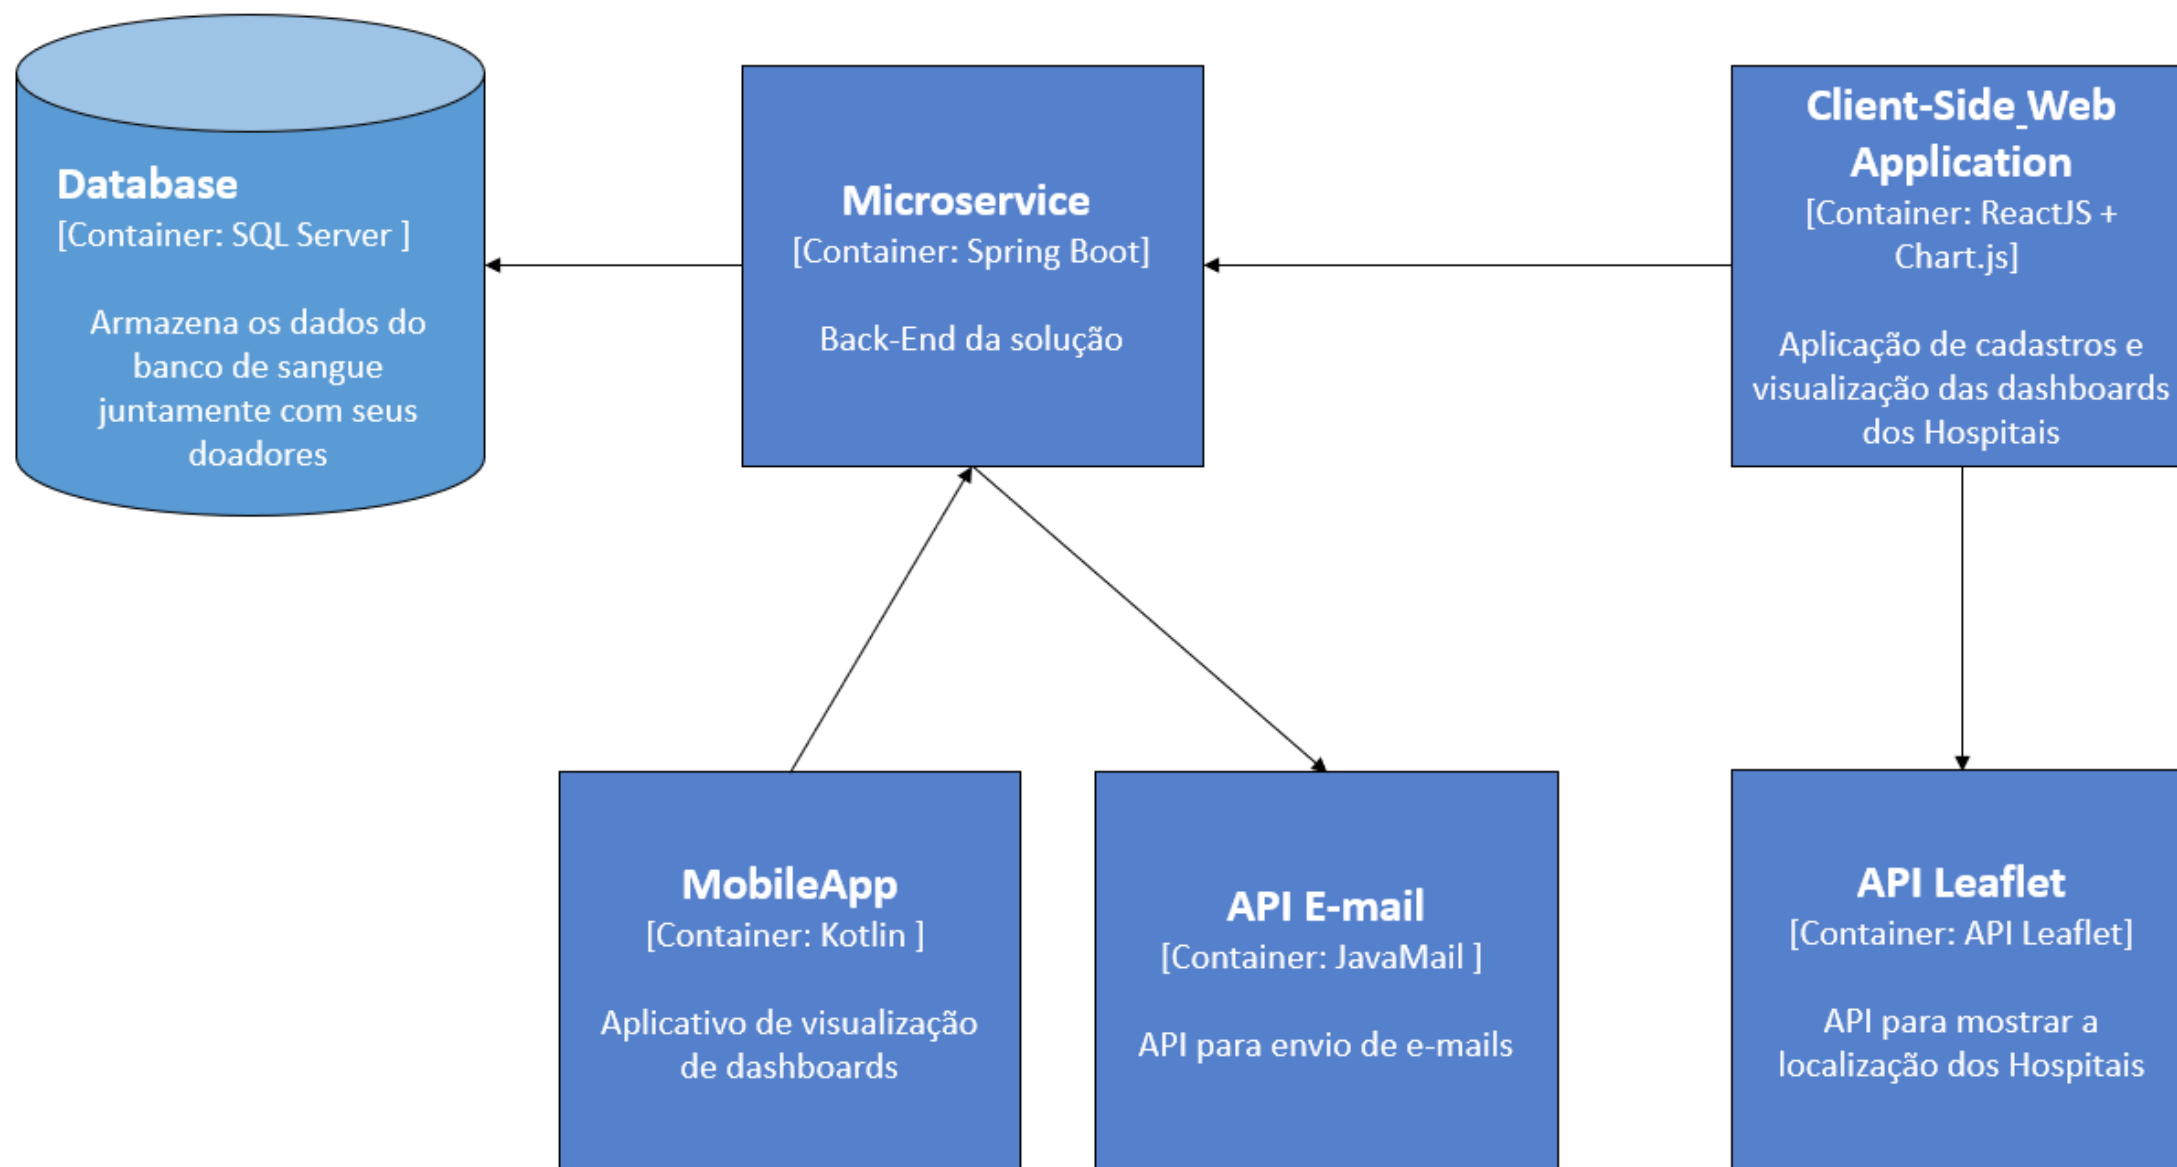 Database
[Container: SQL Server ]
Armazena os dados do
banco de sangue
juntamente com seus
doadores
Microservice
[Container: Spring Boot]
Back-End da solução
Client-Side_Web
Application
[Container: ReactJS +
Chart.js]
Aplicação de cadastros e
visualização das dashboards
dos Hospitais
MobileApp
[Container: Kotlin ]
Aplicativo de visualização
de dashboards
API E-mail
[Container: JavaMail ]
API para envio de e-mails
API Leaflet
[Container: API Leaflet]
API para mostrar a
localização dos Hospitais